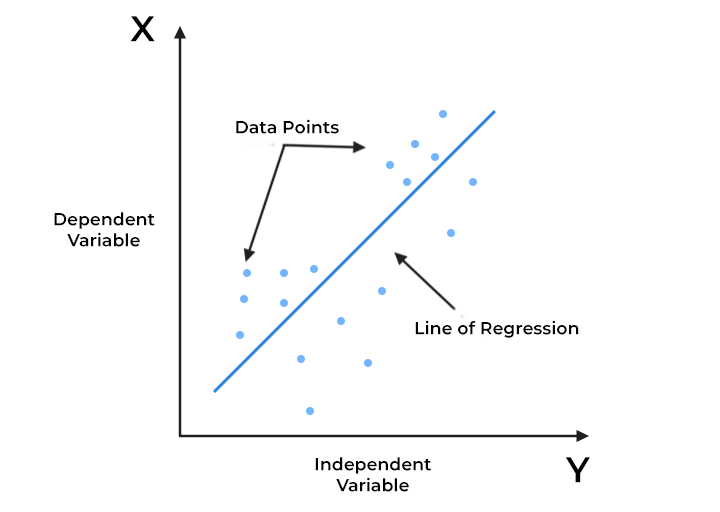 X
Data Points
Dependent
Variable
Line of Regression
Independent
Variable
Y